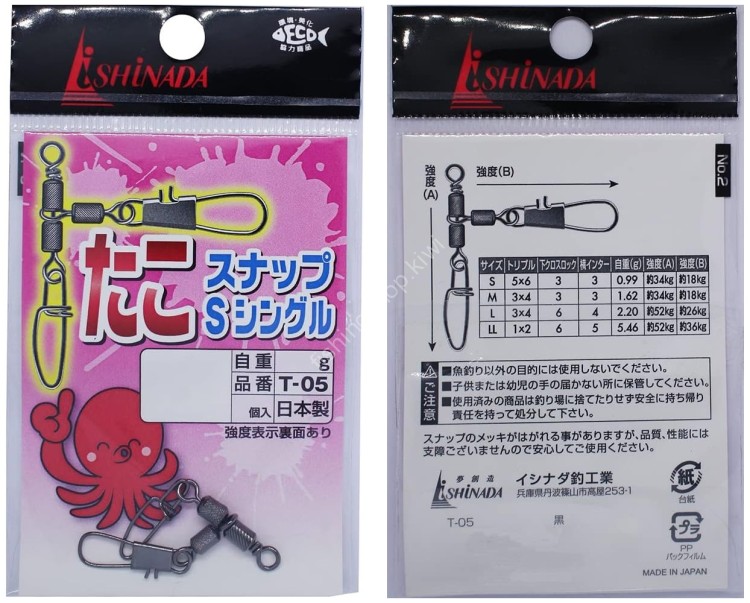 ISHINADA
環境・美化
ECO
協力商品
たこ
スナップ
Sシングル
自重 g
品番 T-05
個入 日本製
強度表示裏面あり
ISHINADA
No.2
強度(B)
強度(A)
サイズ トリプル 下クロスロック 横インター 自重(g) 強度(A) 強度(B)
S 5×6 3 3 0.99 約34kg 約18kg
M 3×4 3 3 1.62 約34kg 約18kg
L 3×4 6 4 2.20 約52kg 約26kg
LL 1×2 6 5 5.46 約52kg 約36kg
ご注意
■魚釣り以外の目的には使用しないでください。
■子供または幼児の手の届かない所に保管してください。
■使用済みの商品は釣り場に捨てたりせず安全に持ち帰り
責任を持って処分して下さい。
スナップのメッキがはがれる事がありますが、品質、性能には
支障ございませんので安心してご使用ください。
夢創造
ISHINADA
イシナダ釣工業
兵庫県丹波篠山市高屋253-1
紙
台紙
T-05 黒
プラ
PP
パックフィルム
MADE IN JAPAN